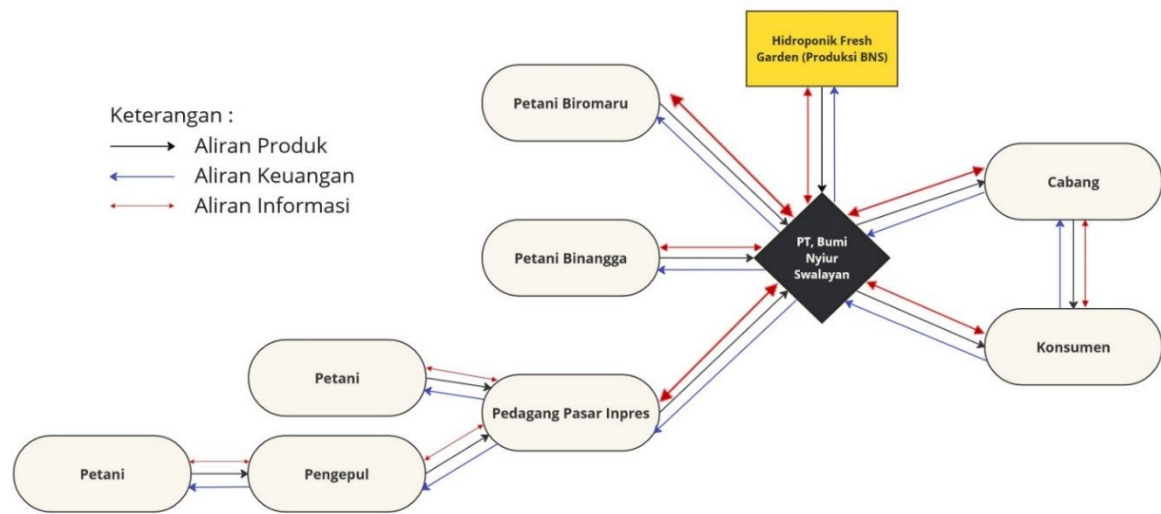 Hidroponik Fresh
Garden (Produksi BNS)
Petani Biromaru
Keterangan :
Aliran Produk
Aliran Keuangan
Aliran Informasi
Cabang
PT, Bumi
Nyiur
Swalayan
Petani Binangga
Konsumen
Petani
Pedagang Pasar Inpres
Petani
Pengepul